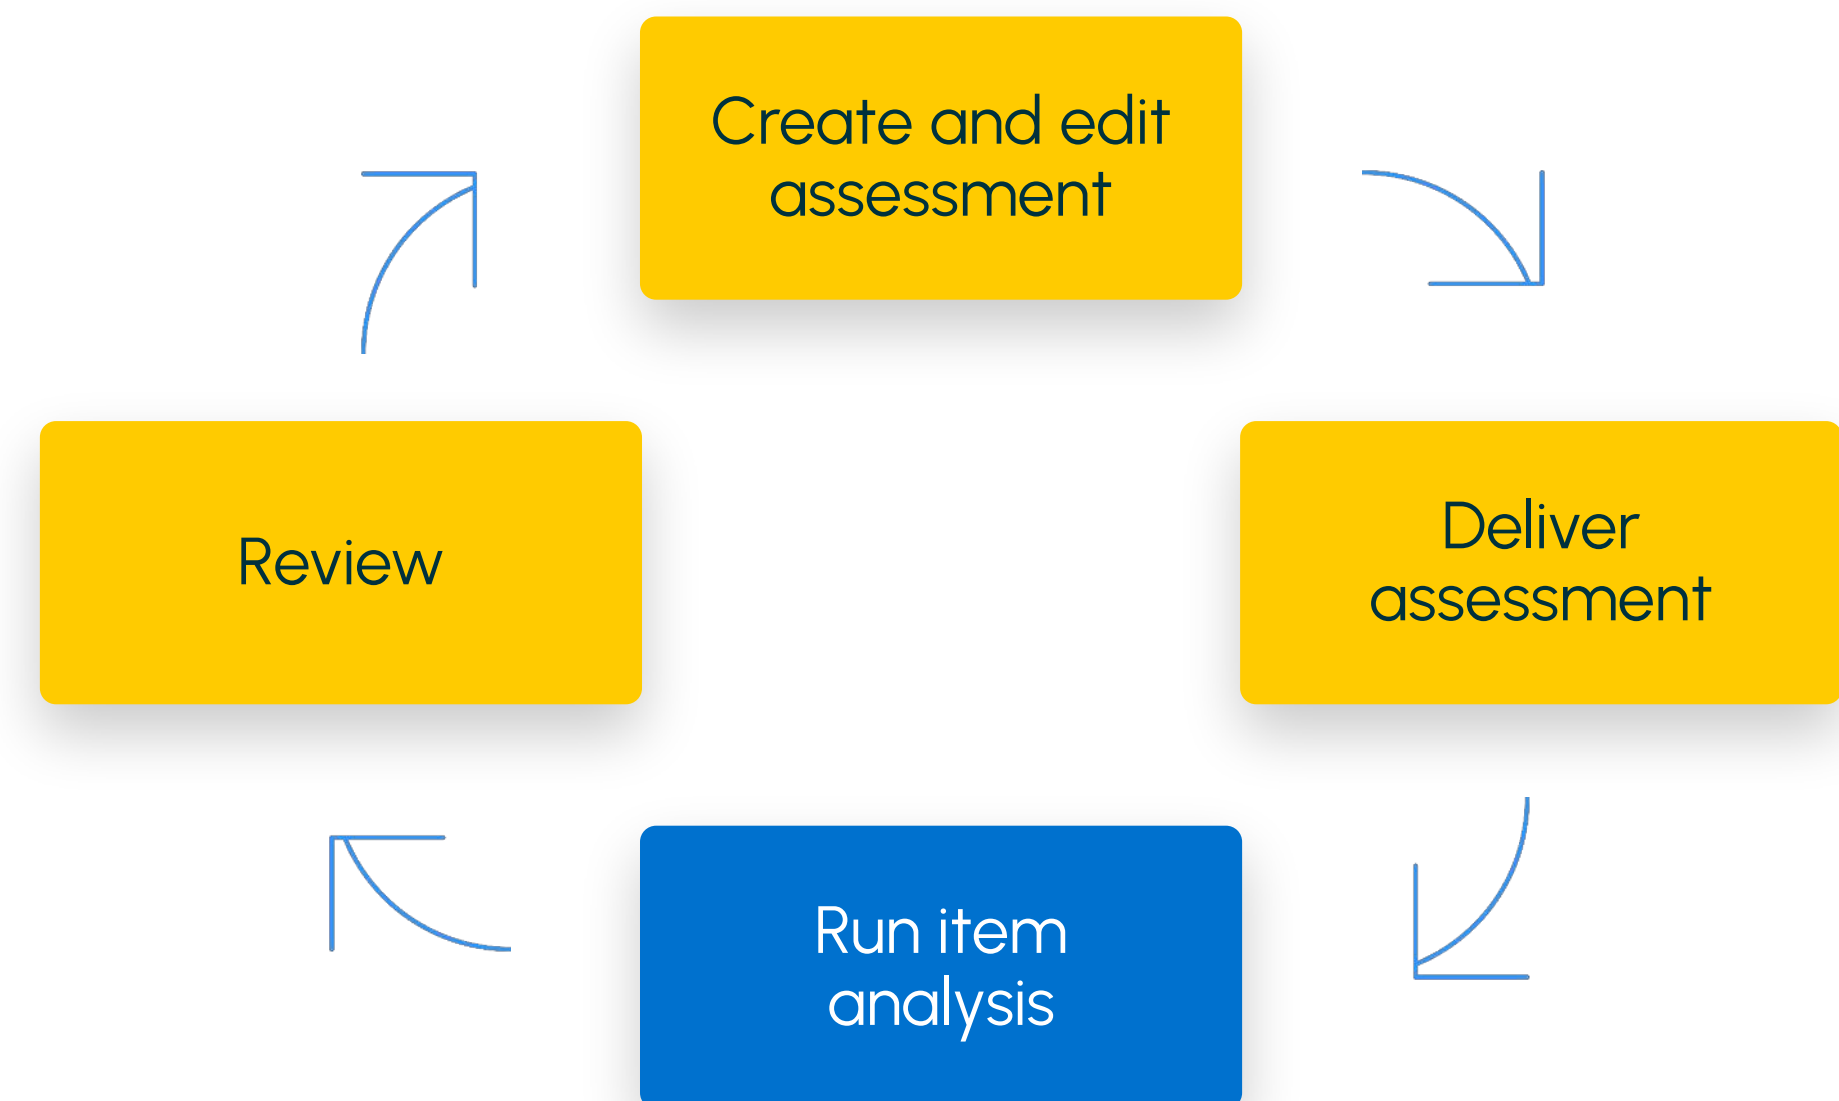 Create and edit
assessment
Review
Deliver
assessment
Run item
analysis